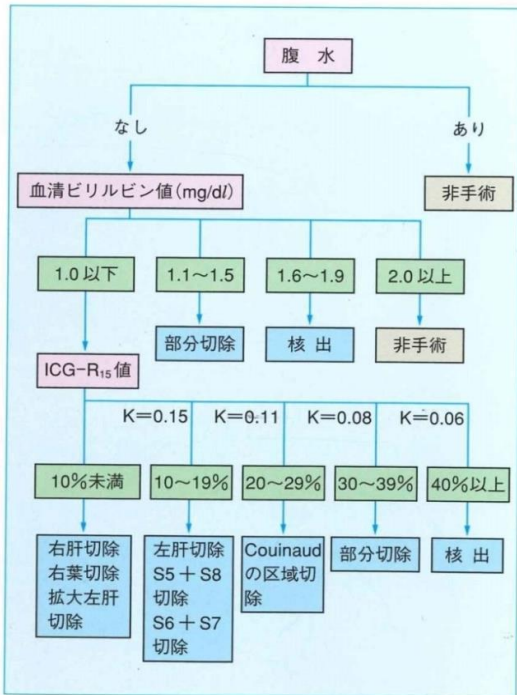 腹 水
なし
あり
血清ビリルビン値(mg/dl)
非手術
1.0以下
1.1〜1.5
1.6〜1.9
2.0以上
部分切除
核 出
非手術
ICG−R₁₅値
K＝0.15
K＝0.11
K＝0.08
K＝0.06
10％未満
10〜19％
20〜29％
30〜39％
40％以上
右肝切除
右葉切除
拡大左肝
切除
左肝切除
S5＋S8
切除
S6＋S7
切除
Couinaud
の区域切
除
部分切除
核 出